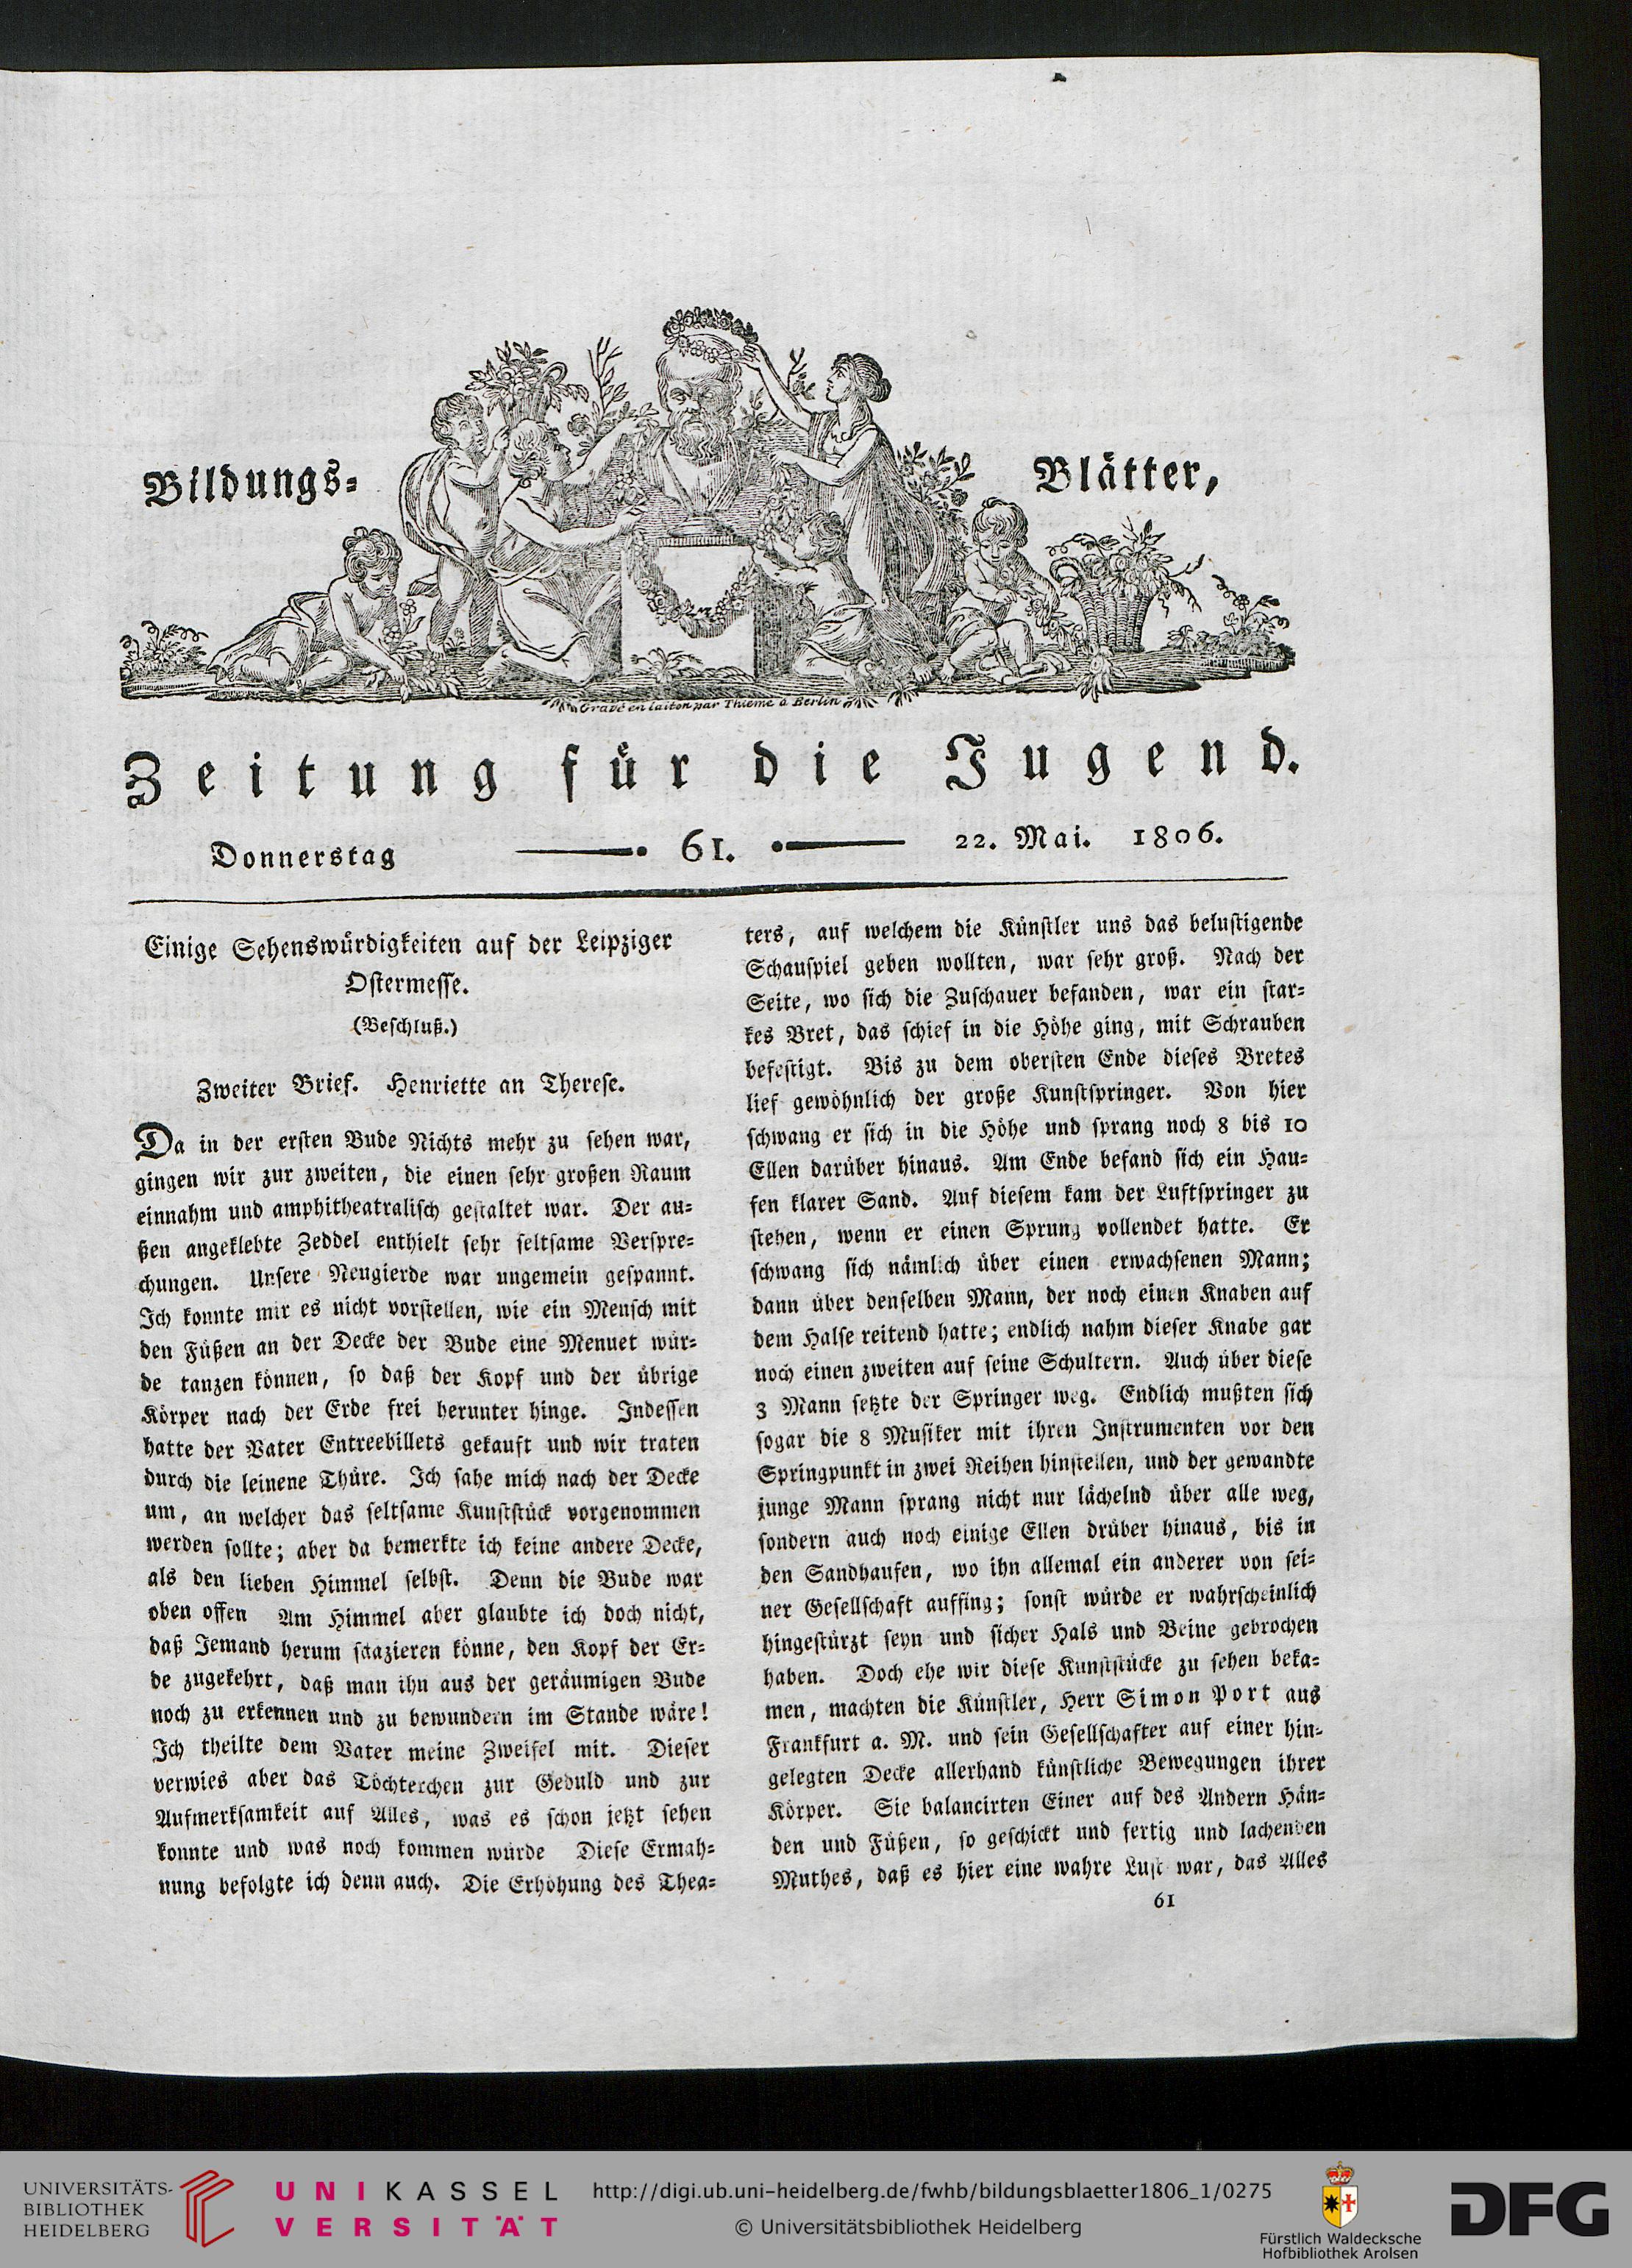 Bildungs=
Blätter,
Gravé en laiton par Thieme à Berlin
Zeitung für die Jugend.
Donnerstag 61. 22. Mai. 1806.
Einige Sehenswürdigkeiten auf der Leipziger
Ostermesse.
(Beschluß.)
Zweiter Brief. Henriette an Therese.
Da in der ersten Bude Nichts mehr zu sehen war,
gingen wir zur zweiten, die einen sehr großen Raum
einnahm und amphitheatralisch gestaltet war. Der au=
ßen angeklebte Zeddel enthielt sehr seltsame Verspre=
chungen. Unsere Neugierde war ungemein gespannt.
Ich konnte mir es nicht vorstellen, wie ein Mensch mit
den Füßen an der Decke der Bude eine Menuet wür=
de tanzen können, so daß der Kopf und der übrige
Körper nach der Erde frei herunter hinge. Indessen
hatte der Vater Entreebillets gekauft und wir traten
durch die leinene Thüre. Ich sahe mich nach der Decke
um, an welcher das seltsame Kunststück vorgenommen
werden sollte; aber da bemerkte ich keine andere Decke,
als den lieben Himmel selbst. Denn die Bude war
oben offen Am Himmel aber glaubte ich doch nicht,
daß Jemand herum spazieren könne, den Kopf der Er=
de zugekehrt, daß man ihn aus der geräumigen Bude
noch zu erkennen und zu bewundern im Stande wäre!
Ich theilte dem Vater meine Zweifel mit. Dieser
verwies aber das Töchterchen zur Geduld und zur
Aufmerksamkeit auf Alles, was es schon jetzt sehen
konnte und was noch kommen würde Diese Ermah=
nung befolgte ich denn auch. Die Erhöhung des Thea=
ters, auf welchem die Künstler uns das belustigende
Schauspiel geben wollten, war sehr groß. Nach der
Seite, wo sich die Zuschauer befanden, war ein star=
kes Bret, das schief in die Höhe ging, mit Schrauben
befestigt. Bis zu dem obersten Ende dieses Bretes
lief gewöhnlich der große Kunstspringer. Von hier
schwang er sich in die Höhe und sprang noch 8 bis 10
Ellen darüber hinaus. Am Ende befand sich ein Hau=
fen klarer Sand. Auf diesem kam der Luftspringer zu
stehen, wenn er einen Sprung vollendet hatte. Er
schwang sich nämlich über einen erwachsenen Mann;
dann über denselben Mann, der noch einen Knaben auf
dem Halse reitend hatte; endlich nahm dieser Knabe gar
noch einen zweiten auf seine Schultern. Auch über diese
3 Mann setzte der Springer weg. Endlich mußten sich
sogar die 8 Musiker mit ihren Instrumenten vor den
Springpunkt in zwei Reihen hinstellen, und der gewandte
junge Mann sprang nicht nur lächelnd über alle weg,
sondern auch noch einige Ellen drüber hinaus, bis in
den Sandhaufen, wo ihn allemal ein anderer von sei=
ner Gesellschaft auffing; sonst würde er wahrscheinlich
hingestürzt seyn und sicher Hals und Beine gebrochen
haben. Doch ehe wir diese Kunststücke zu sehen beka=
men, machten die Künstler, Herr Simon Port aus
Frankfurt a. M. und sein Gesellschafter auf einer hin=
gelegten Decke allerhand künstliche Bewegungen ihrer
Körper. Sie balancirten Einer auf des Andern Hän=
den und Füßen, so geschickt und fertig und lachenden
Muthes, daß es hier eine wahre Lust war, das Alles
61
UNIVERSITÄTS-
BIBLIOTHEK
HEIDELBERG
UNIKASSEL
VERSITÄT
http://digi.ub.uni-heidelberg.de/fwhb/bildungsblaetter1806_1/0275
© Universitätsbibliothek Heidelberg
Fürstlich Waldecksche
Hofbibliothek Arolsen
DFG